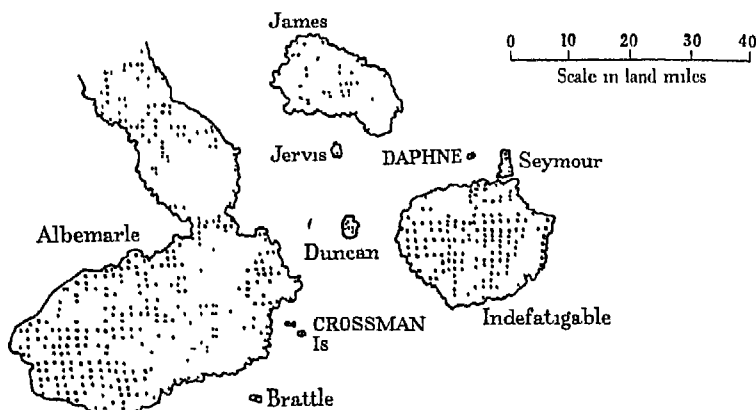 James
0 10 20 30 40
Scale in land miles
Jervis
DAPHNE
Seymour
Albemarle
Duncan
CROSSMAN
Is
Indefatigable
Brattle